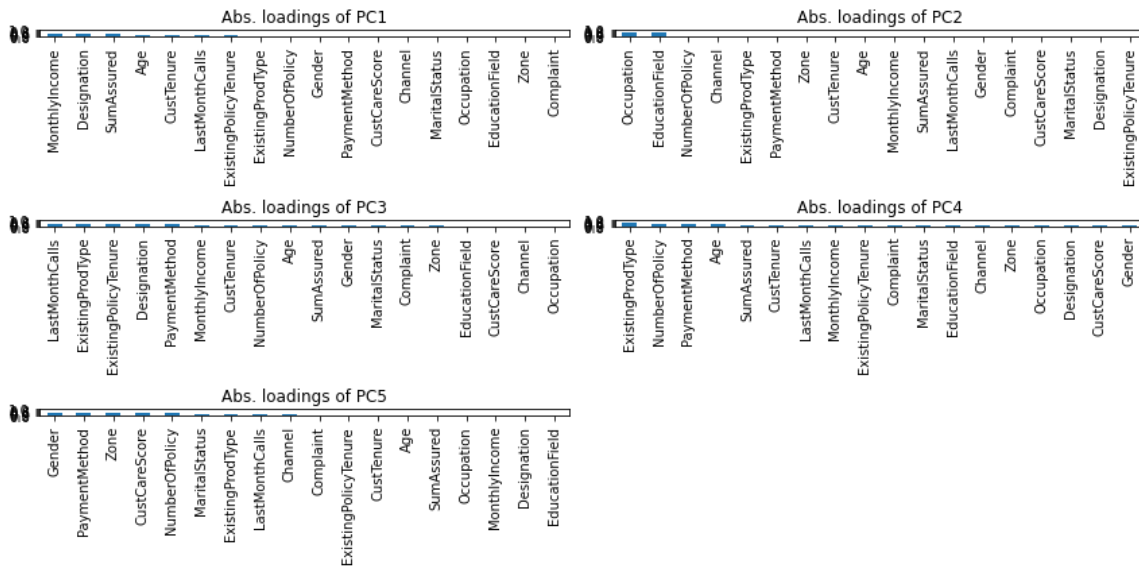 Abs. loadings of PC1
MonthlyIncome
Designation
SumAssured
Age
CustTenure
LastMonthCalls
ExistingPolicyTenure
ExistingProdType
NumberOfPolicy
Gender
PaymentMethod
CustCareScore
Channel
MaritalStatus
Occupation
EducationField
Zone
Complaint
Abs. loadings of PC2
Occupation
EducationField
NumberOfPolicy
Channel
ExistingProdType
PaymentMethod
Zone
CustTenure
Age
MonthlyIncome
SumAssured
LastMonthCalls
Gender
Complaint
CustCareScore
MaritalStatus
Designation
ExistingPolicyTenure
Abs. loadings of PC3
LastMonthCalls
ExistingProdType
ExistingPolicyTenure
Designation
PaymentMethod
MonthlyIncome
CustTenure
NumberOfPolicy
Age
SumAssured
Gender
MaritalStatus
Complaint
Zone
EducationField
CustCareScore
Channel
Occupation
Abs. loadings of PC4
ExistingProdType
NumberOfPolicy
PaymentMethod
Age
SumAssured
CustTenure
LastMonthCalls
MonthlyIncome
ExistingPolicyTenure
Complaint
MaritalStatus
EducationField
Channel
Zone
Occupation
Designation
CustCareScore
Gender
Abs. loadings of PC5
Gender
PaymentMethod
Zone
CustCareScore
NumberOfPolicy
MaritalStatus
ExistingProdType
LastMonthCalls
Channel
Complaint
ExistingPolicyTenure
CustTenure
Age
SumAssured
Occupation
MonthlyIncome
Designation
EducationField